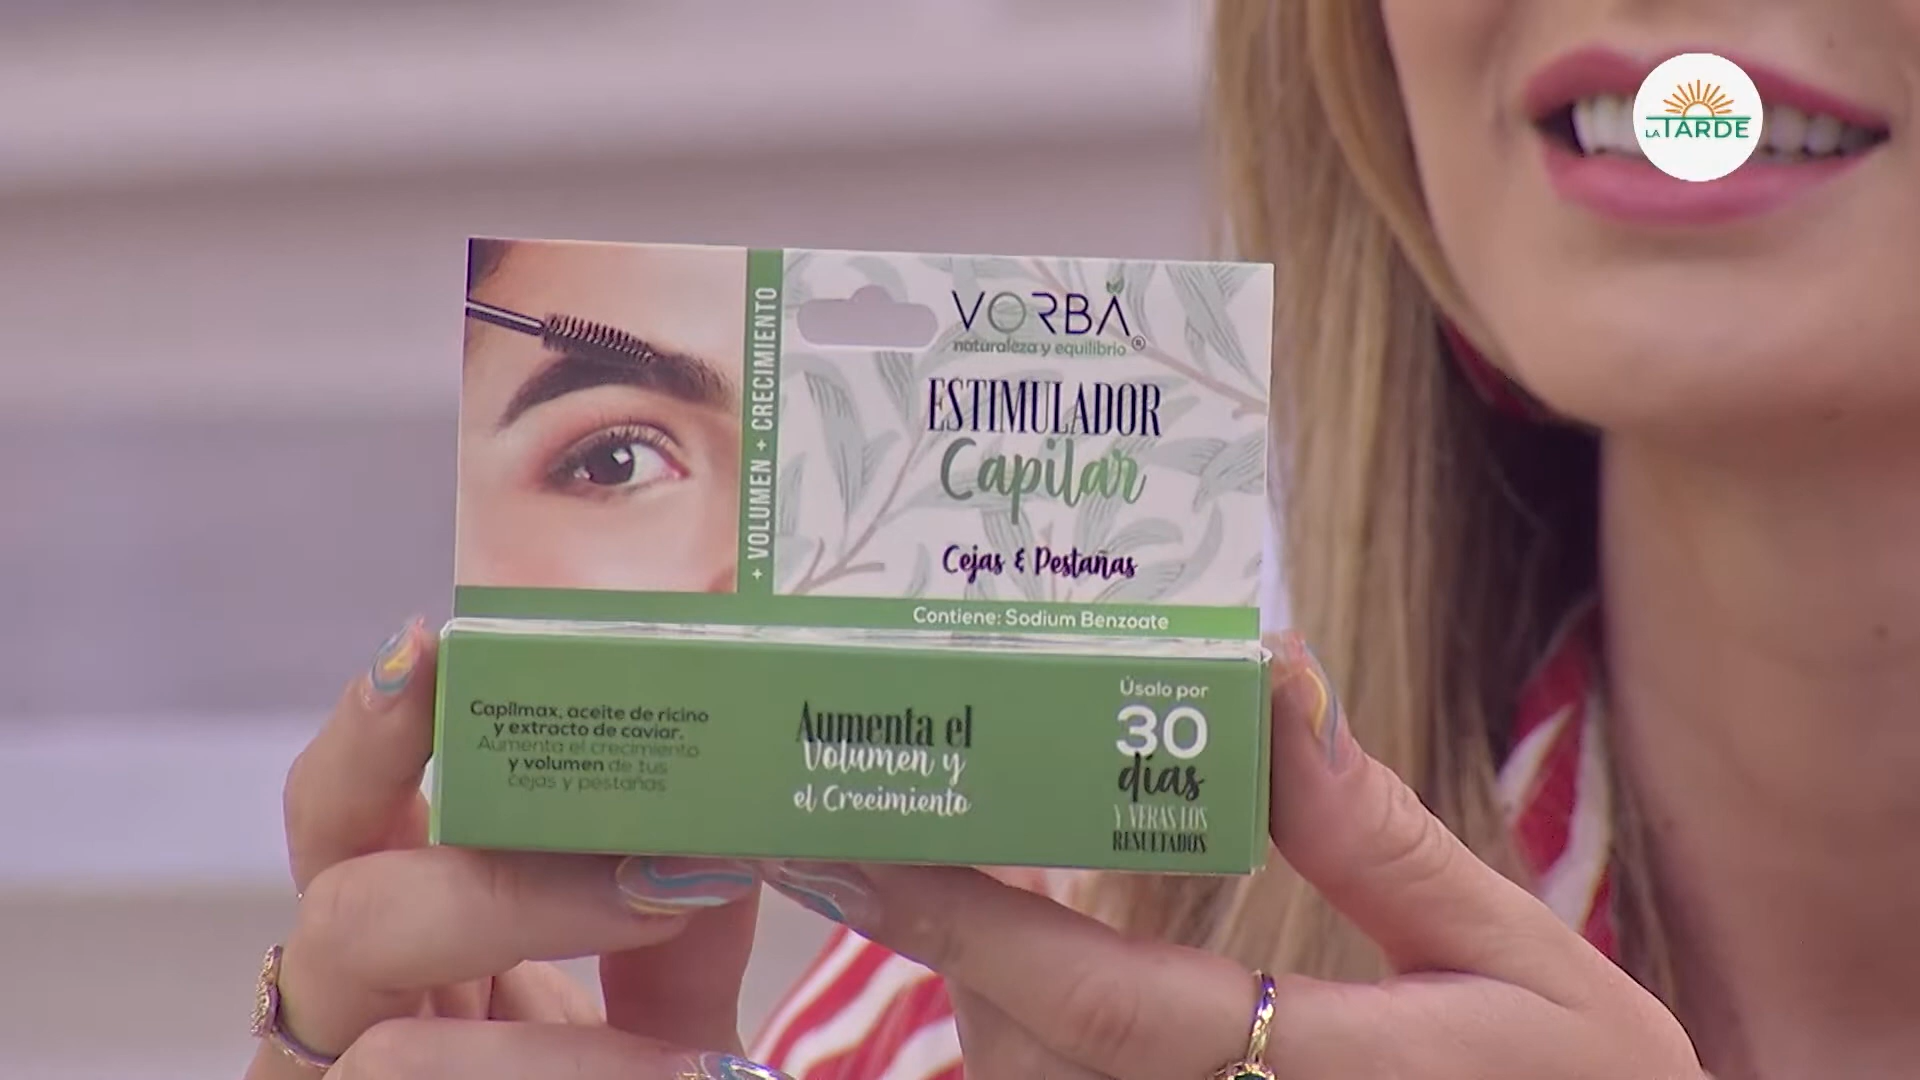 LA TARDE
VORBÁ
naturaleza y equilibrio ®
ESTIMULADOR
Capilar
Cejas & Pestañas
+ VOLUMEN + CRECIMIENTO
Contiene: Sodium Benzoate
Capilmax, aceite de ricino
y extracto de caviar.
Aumenta el crecimiento
y volumen de tus
cejas y pestañas
Aumenta el
Volumen y
el Crecimiento
Úsalo por
30
días
Y VERAS LOS
RESULTADOS